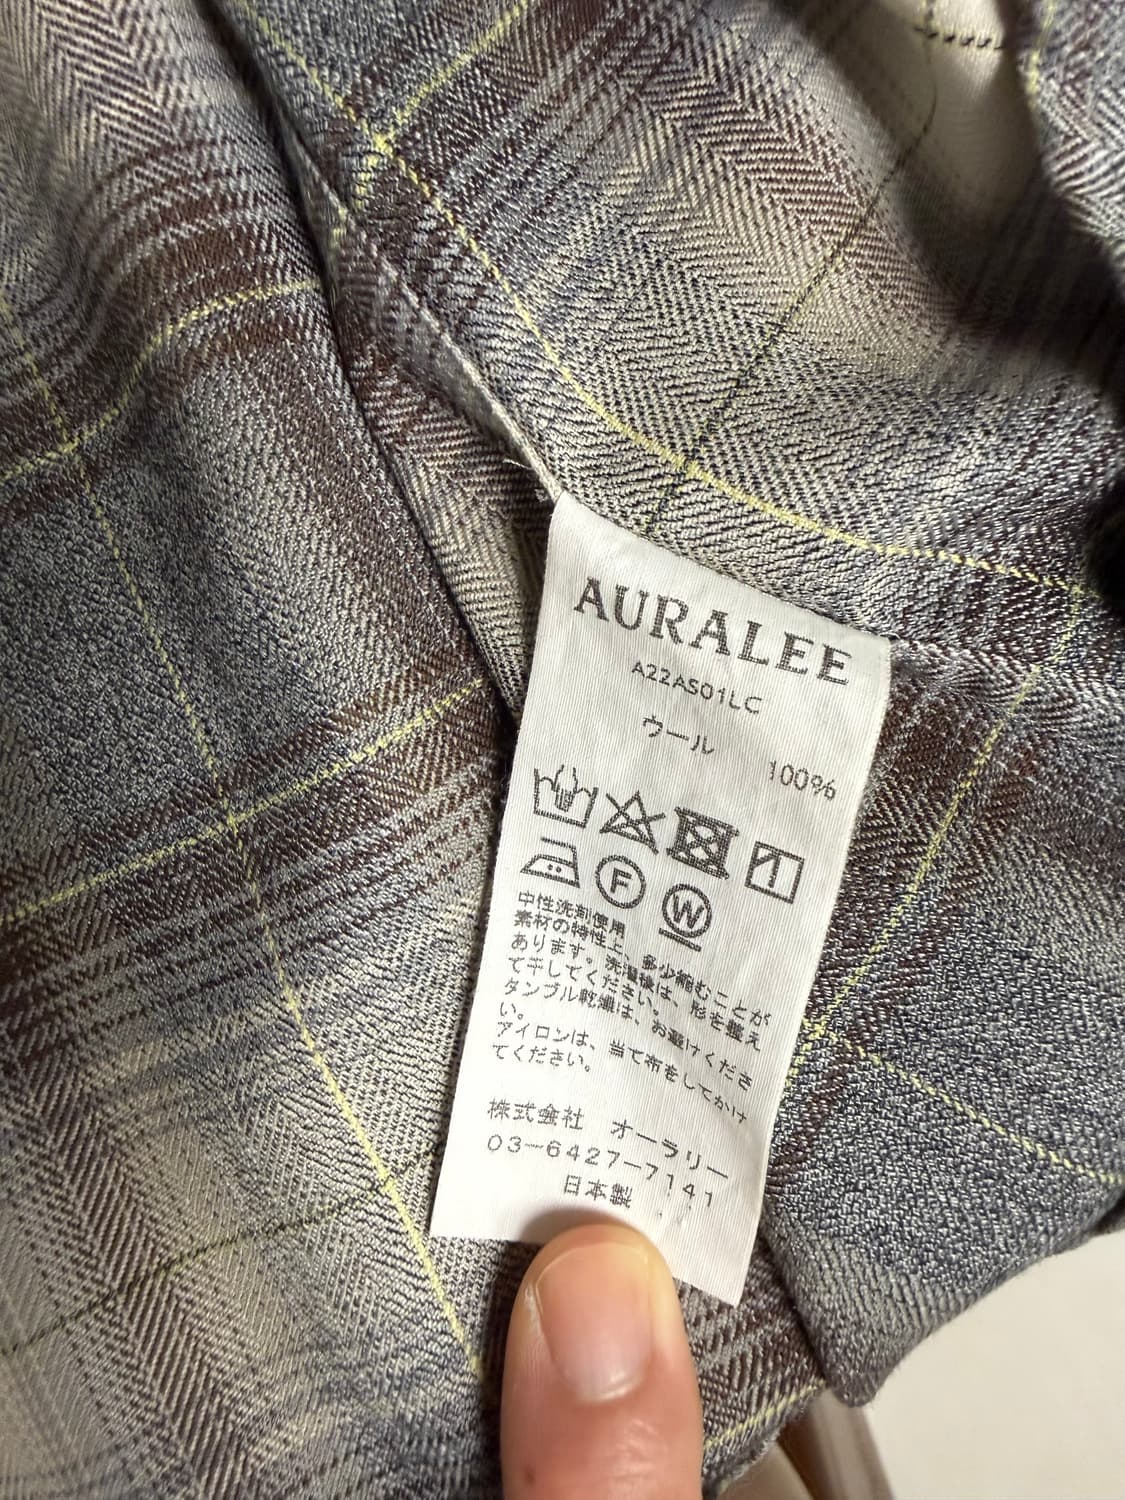 AURALEE
A22AS01LC
ウール 100%
F W
中性洗剤使用
素材の特性上、多少縮むことが
あります。洗濯後は、形を整え
て干してください。
タンブル乾燥は、お避けくださ
い。
アイロンは、当て布をしてかけ
てください。
株式会社 オーラリー
03-6427-7141
日本製